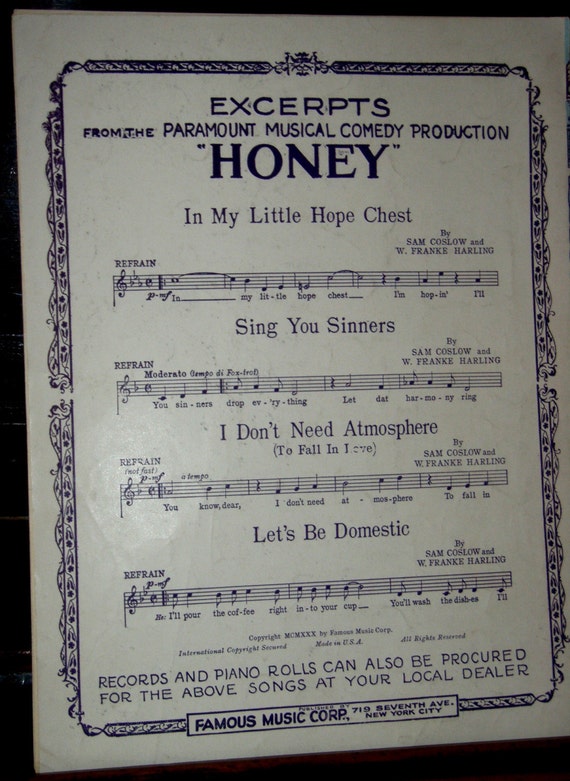 EXCERPTS
FROM THE PARAMOUNT MUSICAL COMEDY PRODUCTION
"HONEY"
In My Little Hope Chest
By
SAM COSLOW and
W. FRANKE HARLING
REFRAIN
p-mf In my lit-tle hope chest I'm hop-in' I'll
Sing You Sinners
By
SAM COSLOW and
W. FRANKE HARLING
REFRAIN
Moderato (tempo di Fox-trot)
You sin-ners drop ev-'ry-thing Let dat har-mo-ny ring
I Don't Need Atmosphere
(To Fall In Love)
By
SAM COSLOW and
W. FRANKE HARLING
REFRAIN
(not fast)
p-mf a tempo
You know, dear, I don't need at-mos-phere To fall in
Let's Be Domestic
By
SAM COSLOW and
W. FRANKE HARLING
REFRAIN
p-mf
He: I'll pour the cof-fee right in-to your cup You'll wash the dish-es I'll
Copyright MCMXXX by Famous Music Corp.
International Copyright Secured Made in U.S.A. All Rights Reserved
RECORDS AND PIANO ROLLS CAN ALSO BE PROCURED
FOR THE ABOVE SONGS AT YOUR LOCAL DEALER
PUBLISHED BY
FAMOUS MUSIC CORP., 719 SEVENTH AVE.
NEW YORK CITY